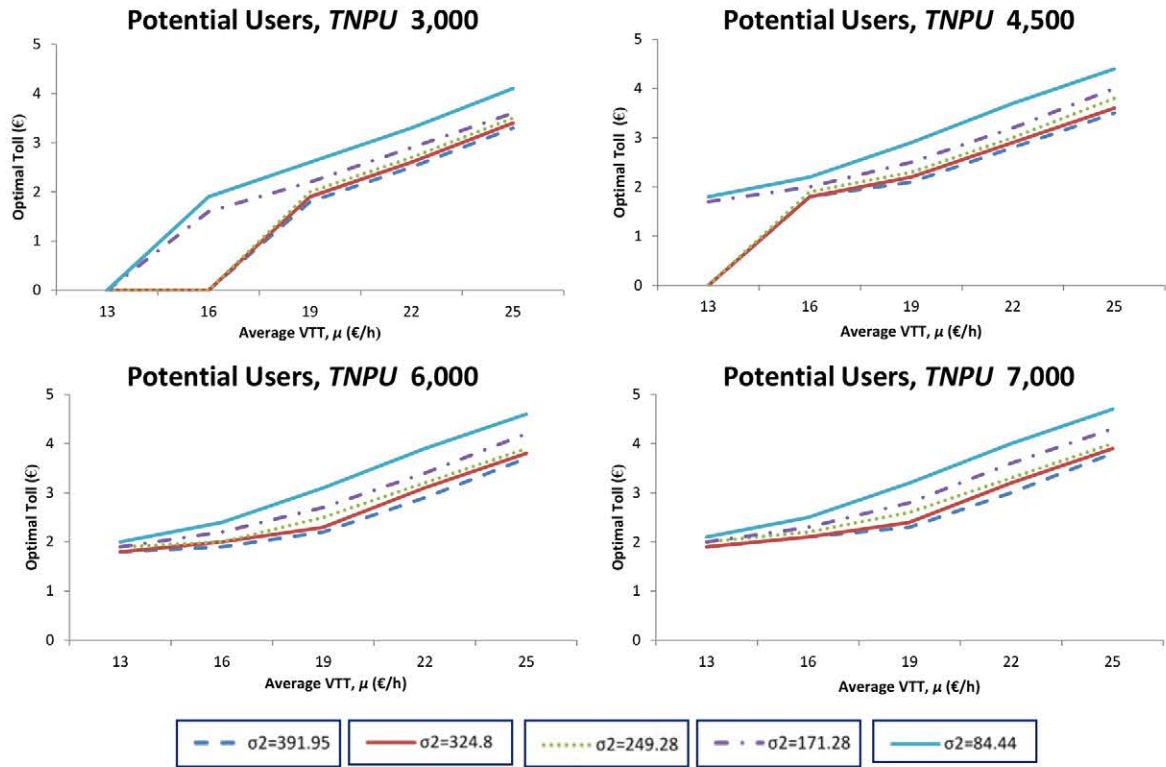 Potential Users, TNPU 3,000
5
4
3
2
1
0
Optimal Toll (€)
13 16 19 22 25
Average VTT, μ (€/h)
Potential Users, TNPU 4,500
5
4
3
2
1
0
Optimal Toll (€)
13 16 19 22 25
Average VTT, μ (€/h)
Potential Users, TNPU 6,000
5
4
3
2
1
0
Optimal Toll (€)
13 16 19 22 25
Average VTT, μ (€/h)
Potential Users, TNPU 7,000
5
4
3
2
1
0
Optimal Toll (€)
13 16 19 22 25
Average VTT, μ (€/h)
σ2=391.95 σ2=324.8 σ2=249.28 σ2=171.28 σ2=84.44